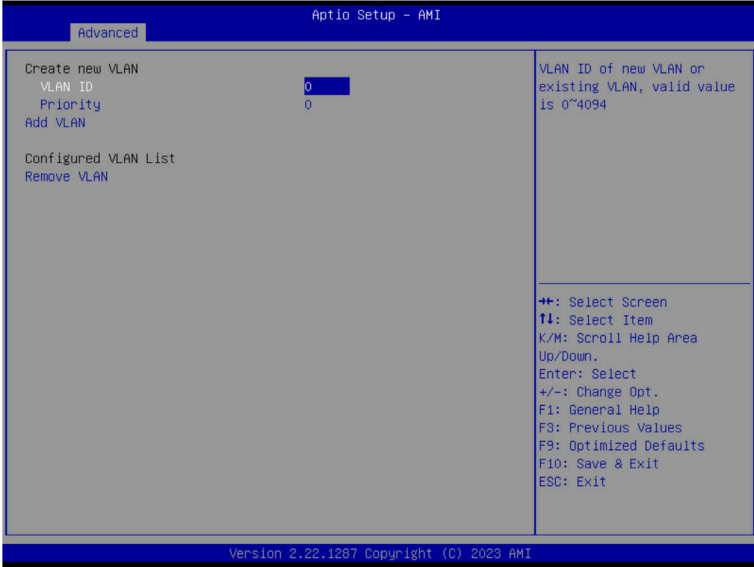 Aptio Setup – AMI
Advanced
Create new VLAN
VLAN ID 0
Priority 0
Add VLAN
Configured VLAN List
Remove VLAN
VLAN ID of new VLAN or
existing VLAN, valid value
is 0~4094
→←: Select Screen
↑↓: Select Item
K/M: Scroll Help Area
Up/Down.
Enter: Select
+/-: Change Opt.
F1: General Help
F3: Previous Values
F9: Optimized Defaults
F10: Save & Exit
ESC: Exit
Version 2.22.1287 Copyright (C) 2023 AMI